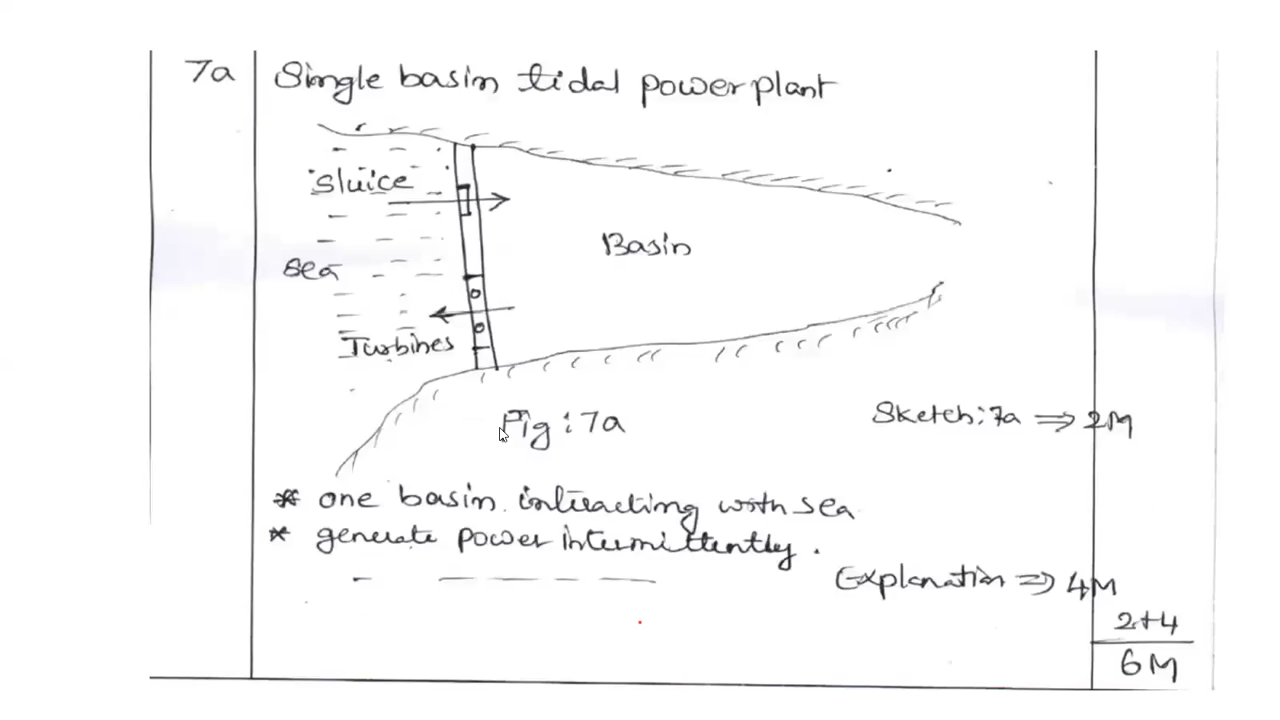 7a Single basin tidal power plant
Sluice
Basin
Sea
Turbines
Fig : 7a
Sketch : 7a ⇒ 2M
* one basin intracting with sea
* generate power intermittently .
Explanation ⇒ 4M
2+4
6M